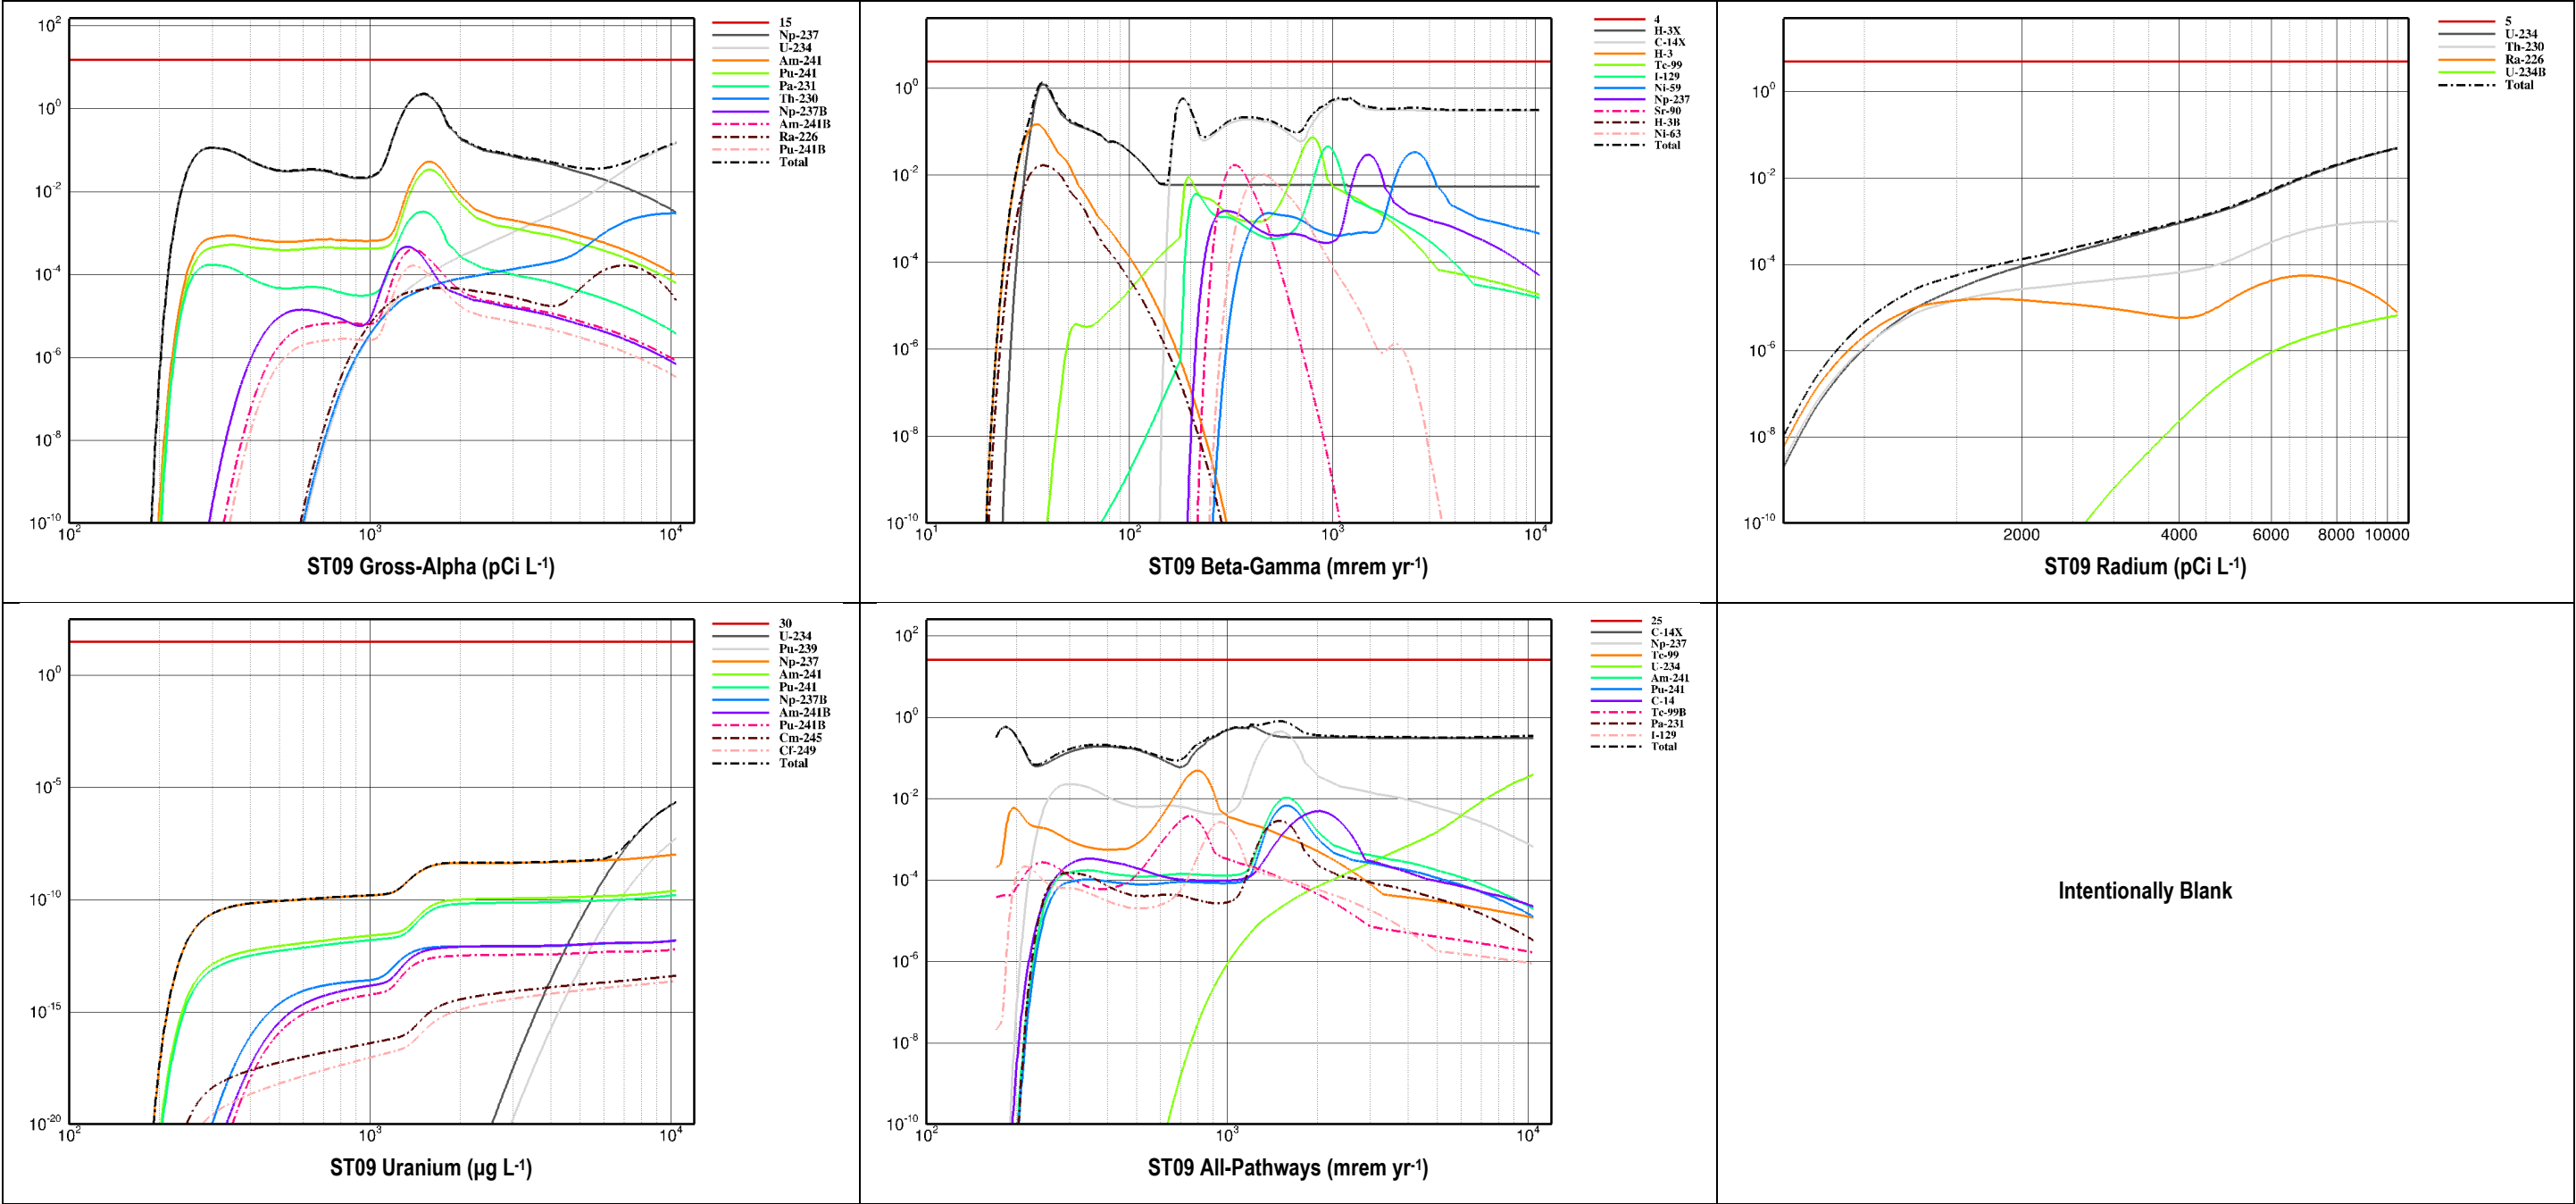 10²
10⁰
10⁻²
10⁻⁴
10⁻⁶
10⁻⁸
10⁻¹⁰
10²
10³
10⁴
15
Np-237
U-234
Am-241
Pu-241
Pa-231
Th-230
Np-237B
Am-241B
Ra-226
Pu-241B
Total
ST09 Gross-Alpha (pCi L⁻¹)
10⁰
10⁻²
10⁻⁴
10⁻⁶
10⁻⁸
10⁻¹⁰
10¹
10²
10³
10⁴
4
H-3X
C-14X
H-3
Tc-99
I-129
Ni-59
Np-237
Sr-90
H-3B
Ni-63
Total
ST09 Beta-Gamma (mrem yr⁻¹)
10⁰
10⁻²
10⁻⁴
10⁻⁶
10⁻⁸
10⁻¹⁰
2000
4000
6000
8000
10000
5
U-234
Th-230
Ra-226
U-234B
Total
ST09 Radium (pCi L⁻¹)
10⁰
10⁻⁵
10⁻¹⁰
10⁻¹⁵
10⁻²⁰
10²
10³
10⁴
30
U-234
Pu-239
Np-237
Am-241
Pu-241
Np-237B
Am-241B
Pu-241B
Cm-245
Cf-249
Total
ST09 Uranium (µg L⁻¹)
10²
10⁰
10⁻²
10⁻⁴
10⁻⁶
10⁻⁸
10⁻¹⁰
10²
10³
10⁴
25
C-14X
Np-237
Tc-99
U-234
Am-241
Pu-241
C-14
Tc-99B
Pa-231
I-129
Total
ST09 All-Pathways (mrem yr⁻¹)
Intentionally Blank